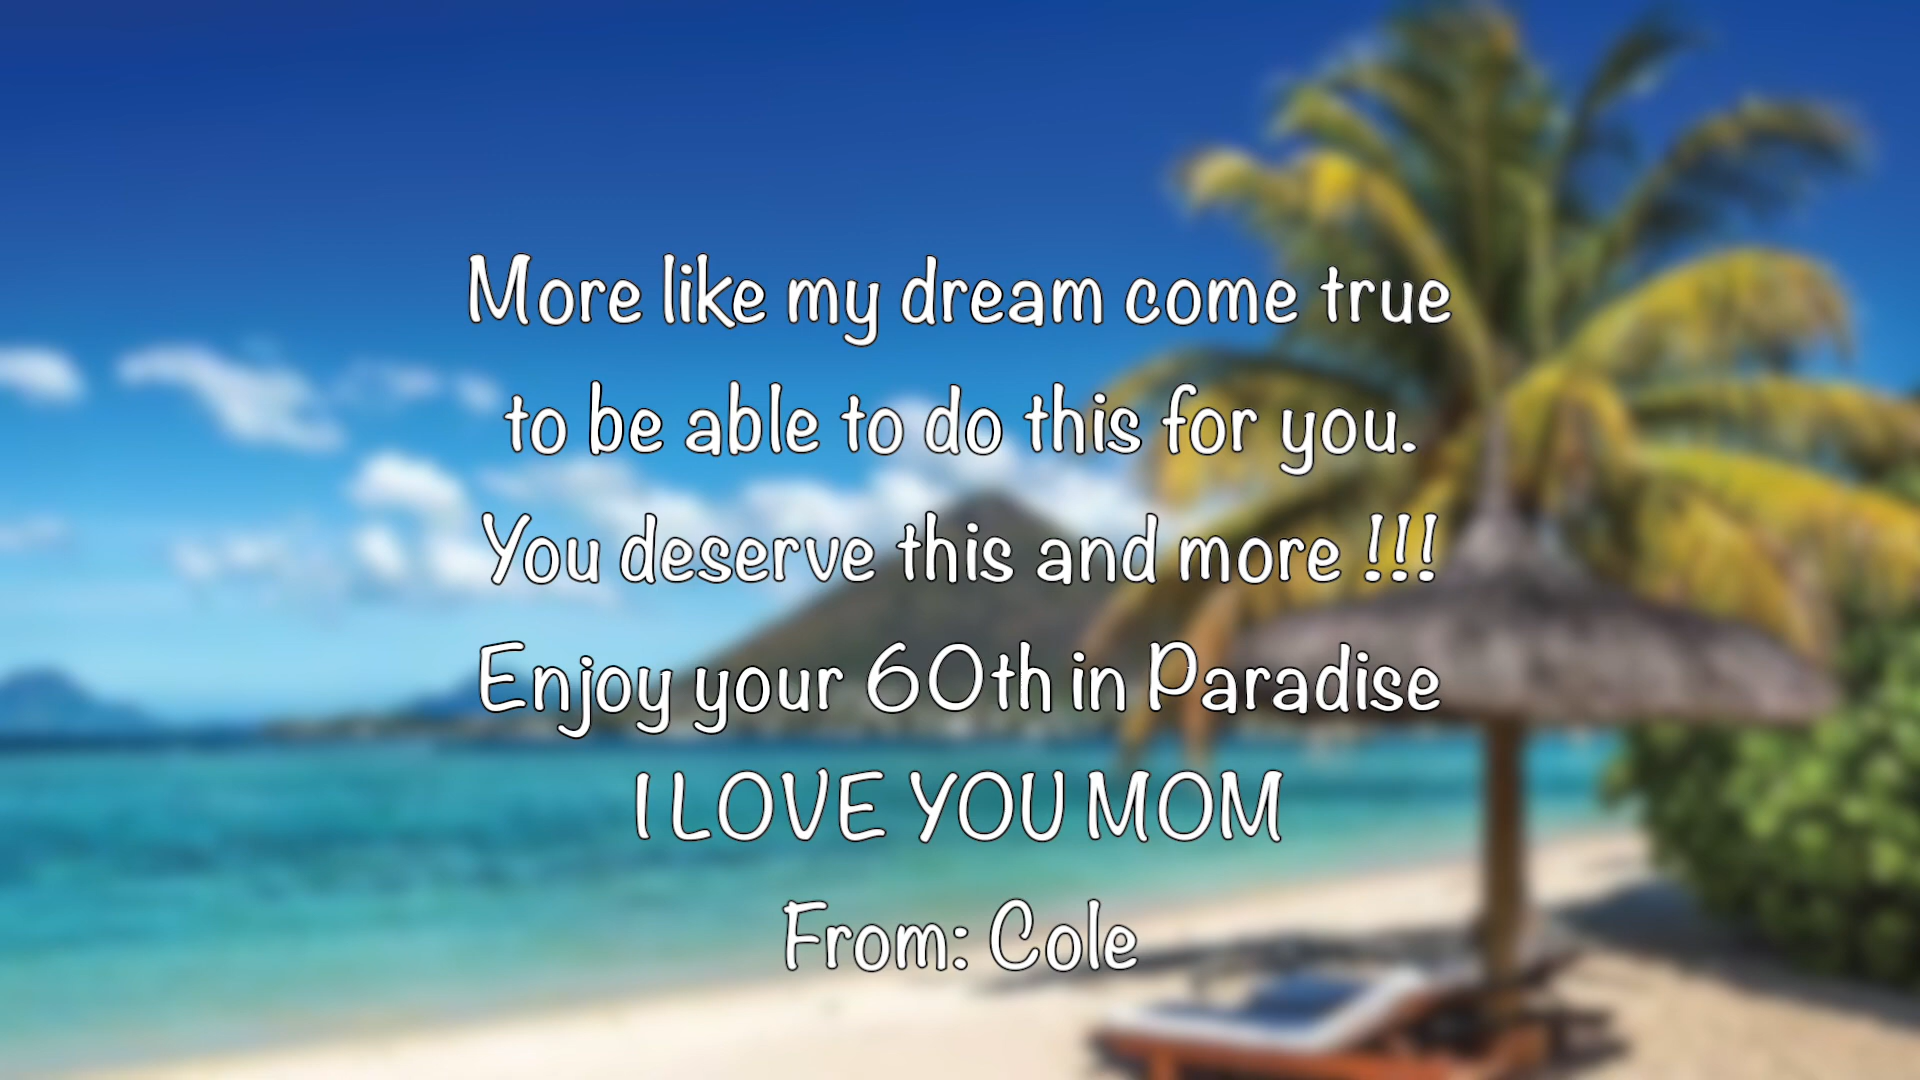 More like my dream come true
to be able to do this for you.
You deserve this and more !!!
Enjoy your 60th in Paradise
I LOVE YOU MOM
From: Cole